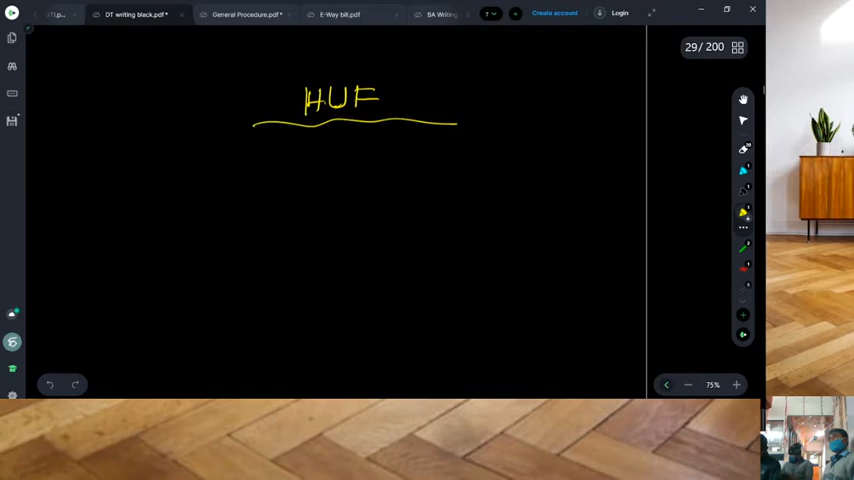 DT writing black.pdf*
General Procedure.pdf*
E-Way bill.pdf
BA Writing
7
Create account
Login
29/200
HUF
75%